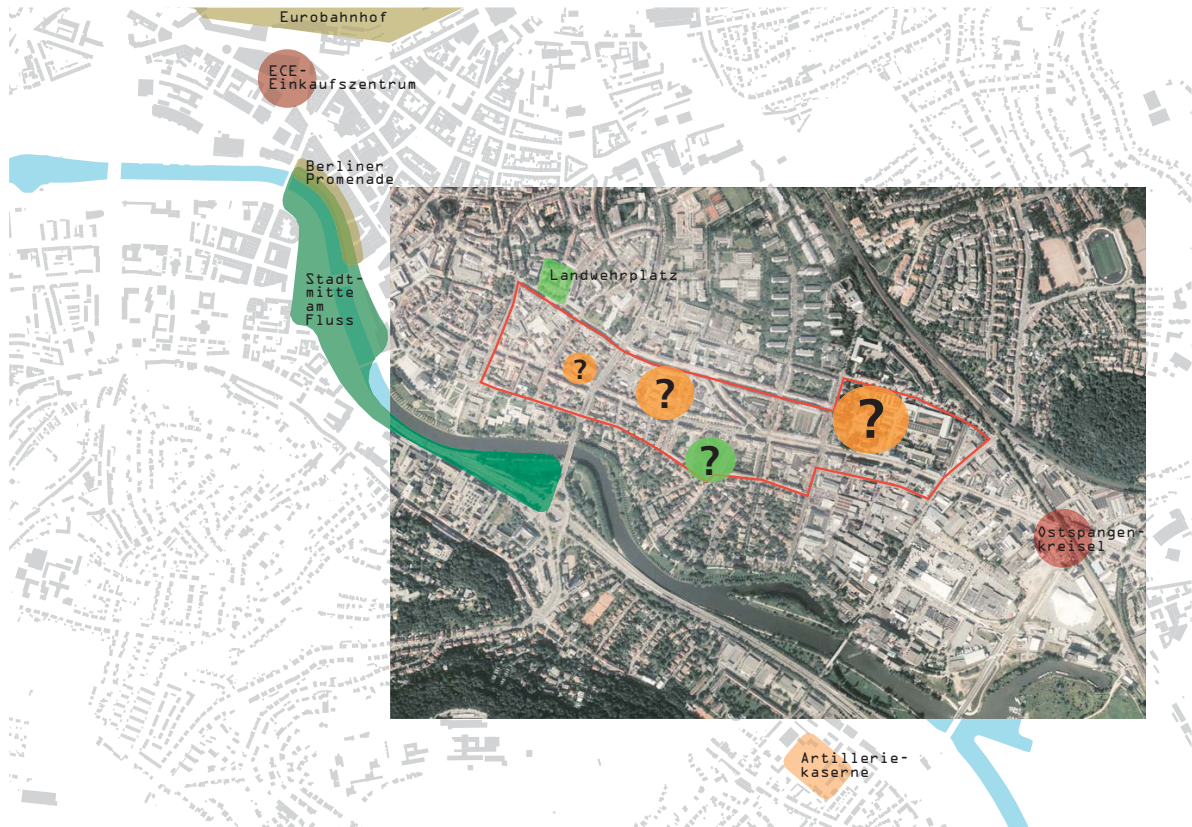 Eurobahnhof
ECE-
Einkaufszentrum
Berliner
Promenade
Landwehrplatz
Stadt-
mitte
am
Fluss
?
?
?
?
Ostspangen-
kreisel
Artillerie-
kaserne